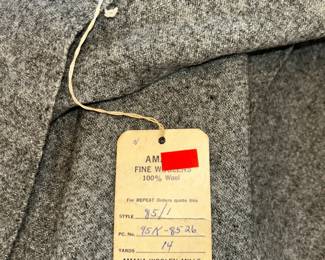 FINE WOOLENS
100% Wool
For REPEAT Orders quote this
STYLE 85/1
PC. No. 95K-8526
YARDS 14
AMANA WOOLEN MILLS